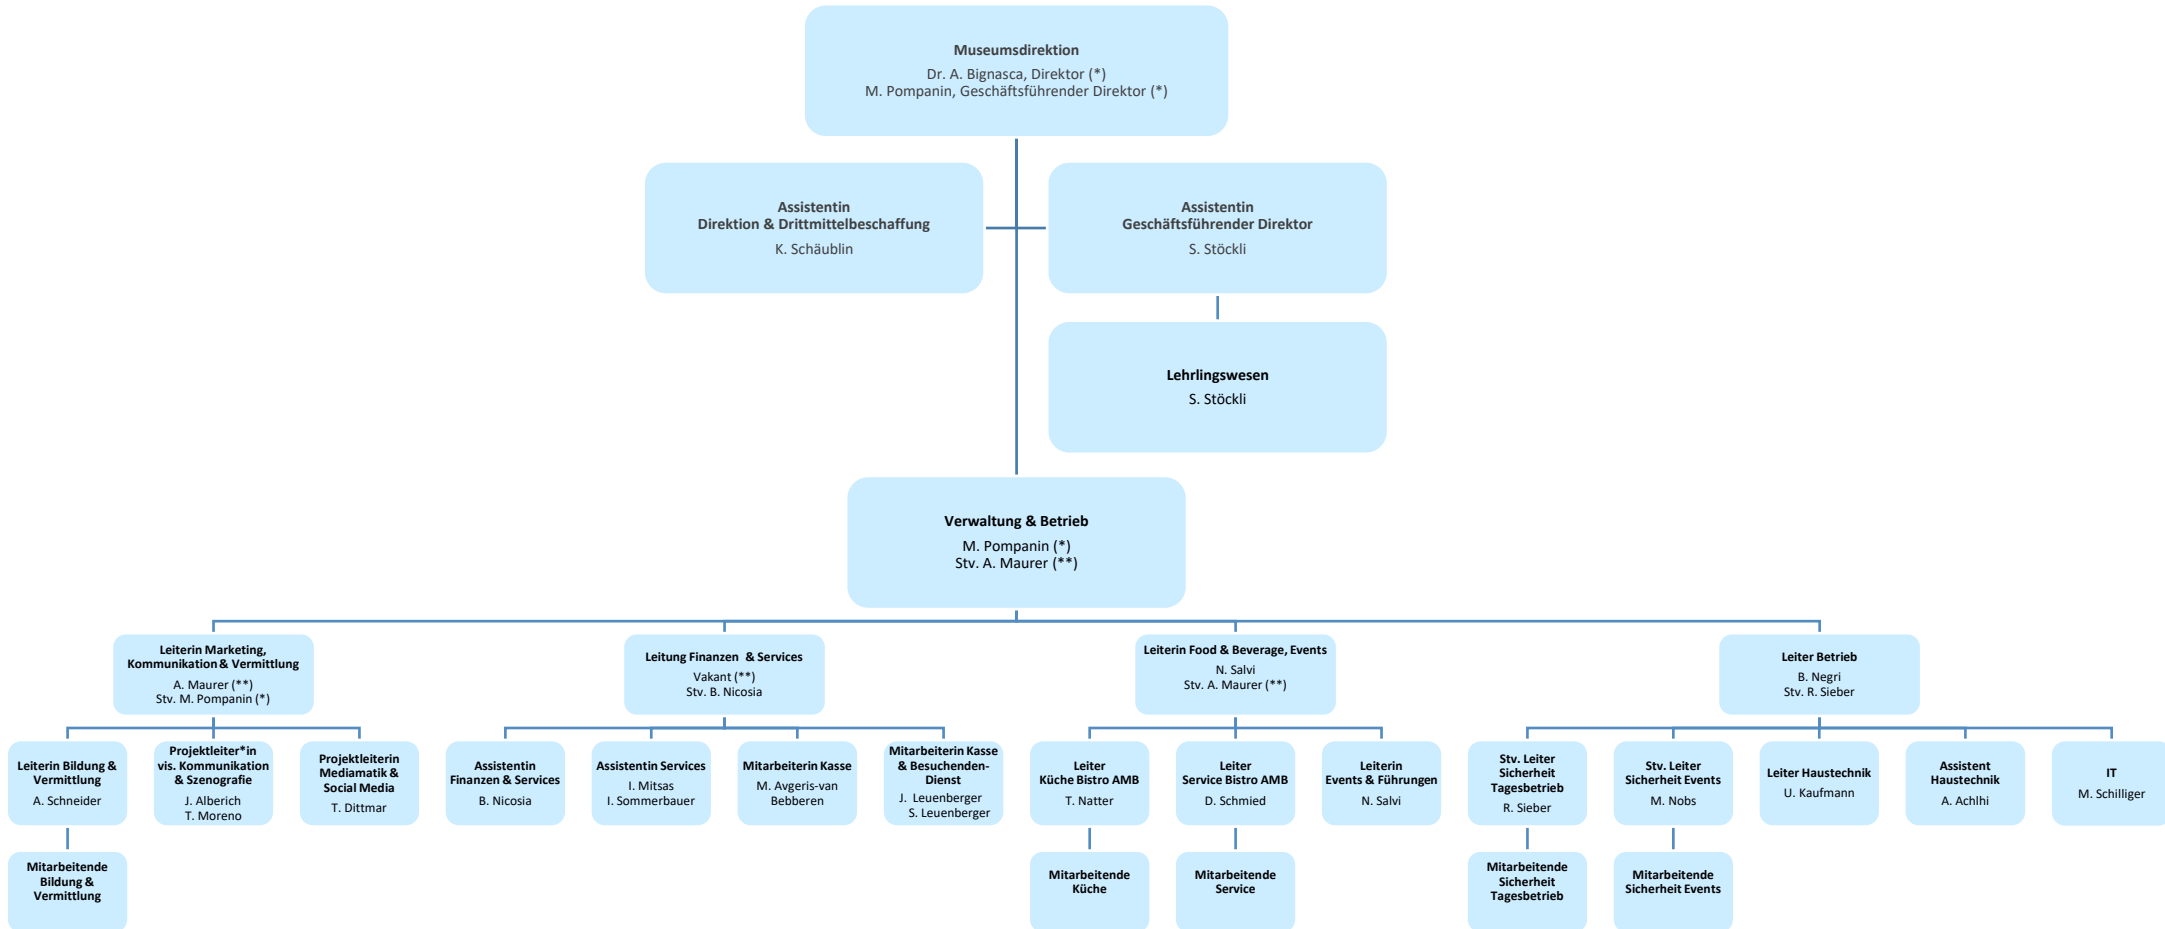 Museumsdirektion
Dr. A. Bignasca, Direktor (*)
M. Pompanin, Geschäftsführender Direktor (*)
Assistentin
Direktion & Drittmittelbeschaffung
K. Schäublin
Assistentin
Geschäftsführender Direktor
S. Stöckli
Lehrlingswesen
S. Stöckli
Verwaltung & Betrieb
M. Pompanin (*)
Stv. A. Maurer (**)
Leiterin Marketing,
Kommunikation & Vermittlung
A. Maurer (**)
Stv. M. Pompanin (*)
Leitung Finanzen & Services
Vakant (**)
Stv. B. Nicosia
Leiterin Food & Beverage, Events
N. Salvi
Stv. A. Maurer (**)
Leiter Betrieb
B. Negri
Stv. R. Sieber
Leiterin Bildung &
Vermittlung
A. Schneider
Projektleiter*in
vis. Kommunikation
& Szenografie
J. Alberich
T. Moreno
Projektleiterin
Mediamatik &
Social Media
T. Dittmar
Assistentin
Finanzen & Services
B. Nicosia
Assistentin Services
I. Mitsas
I. Sommerbauer
Mitarbeiterin Kasse
M. Avgeris-van
Bebberen
Mitarbeiterin Kasse
& Besuchenden-
Dienst
J. Leuenberger
S. Leuenberger
Leiter
Küche Bistro AMB
T. Natter
Leiter
Service Bistro AMB
D. Schmied
Leiterin
Events & Führungen
N. Salvi
Stv. Leiter
Sicherheit
Tagesbetrieb
R. Sieber
Stv. Leiter
Sicherheit Events
M. Nobs
Leiter Haustechnik
U. Kaufmann
Assistent
Haustechnik
A. Achlhi
IT
M. Schilliger
Mitarbeitende
Bildung &
Vermittlung
Mitarbeitende
Küche
Mitarbeitende
Service
Mitarbeitende
Sicherheit
Tagesbetrieb
Mitarbeitende
Sicherheit Events